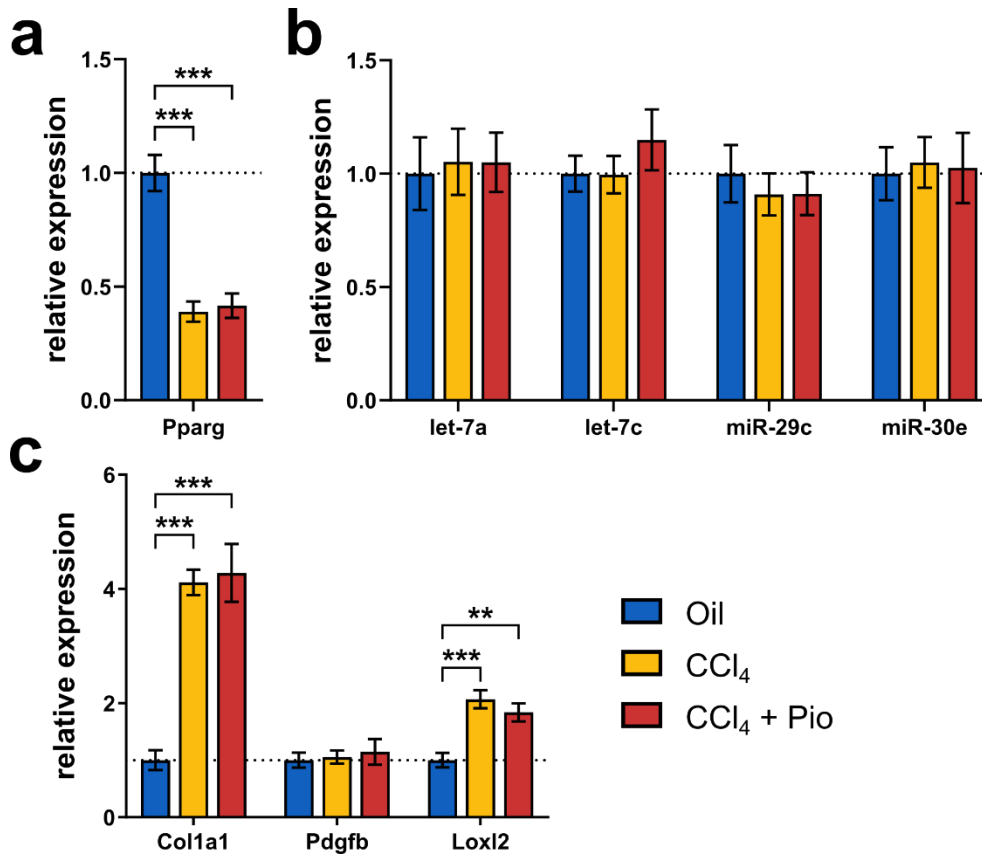 a
relative expression
1.5
1.0
0.5
0.0
***
***
Pparg
b
relative expression
1.5
1.0
0.5
0.0
let-7a let-7c miR-29c miR-30e
c
relative expression
6
4
2
0
***
***
**
***
Col1a1 Pdgfb Loxl2
Oil
CCl₄
CCl₄ + Pio